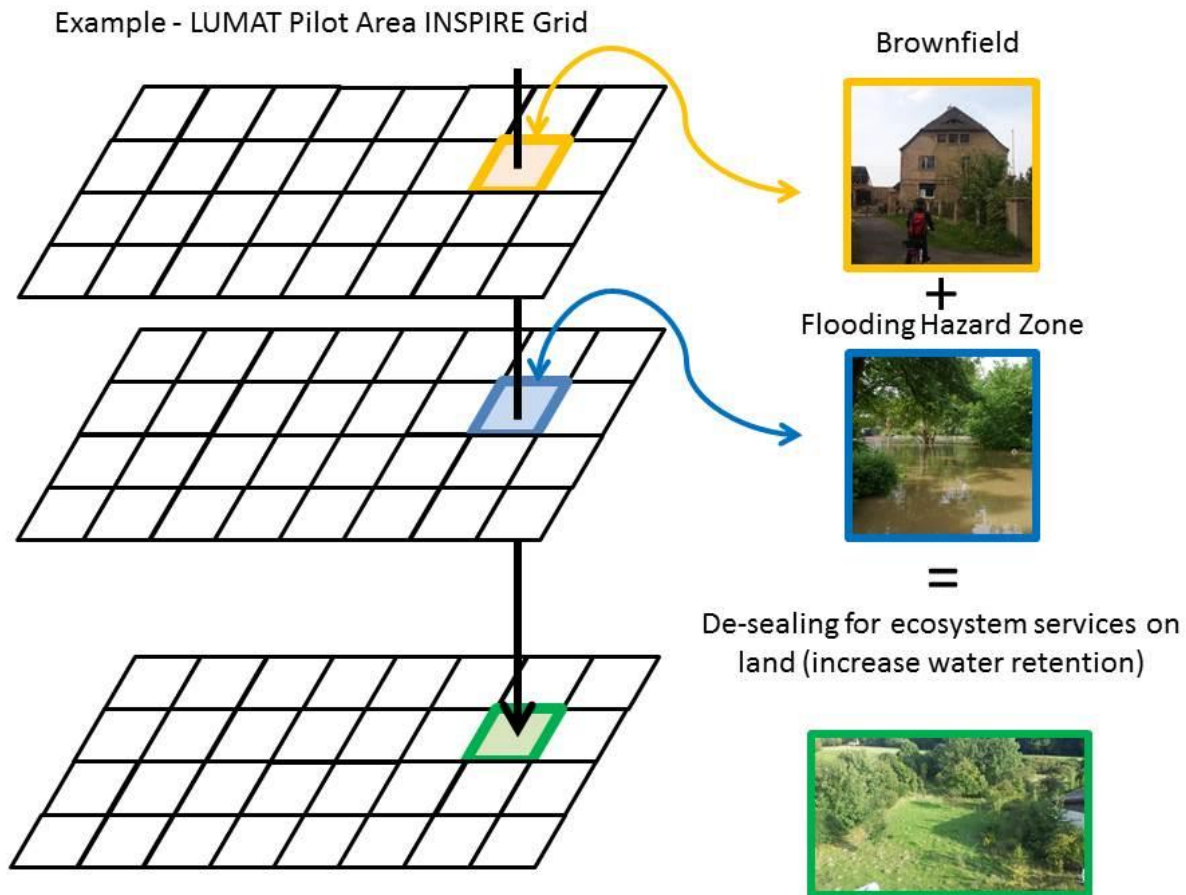 Example - LUMAT Pilot Area INSPIRE Grid
Brownfield
+
Flooding Hazard Zone
=
De-sealing for ecosystem services on
land (increase water retention)